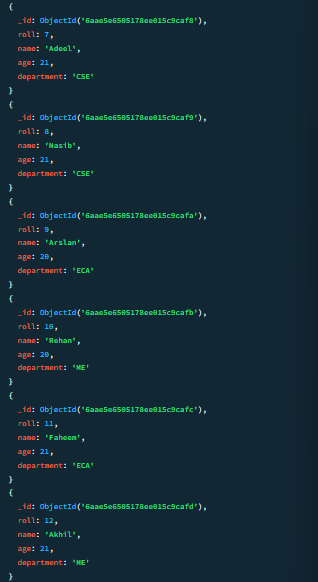 {
_id: ObjectId('6aae5e6505178ee015c9caf8'),
roll: 7,
name: 'Adeel',
age: 21,
department: 'CSE'
}
{
_id: ObjectId('6aae5e6505178ee015c9caf9'),
roll: 8,
name: 'Nasib',
age: 21,
department: 'CSE'
}
{
_id: ObjectId('6aae5e6505178ee015c9cafa'),
roll: 9,
name: 'Arslan',
age: 20,
department: 'ECA'
}
{
_id: ObjectId('6aae5e6505178ee015c9cafb'),
roll: 10,
name: 'Rehan',
age: 20,
department: 'ME'
}
{
_id: ObjectId('6aae5e6505178ee015c9cafc'),
roll: 11,
name: 'Faheem',
age: 21,
department: 'ECA'
}
{
_id: ObjectId('6aae5e6505178ee015c9cafd'),
roll: 12,
name: 'Akhil',
age: 21,
department: 'ME'
}